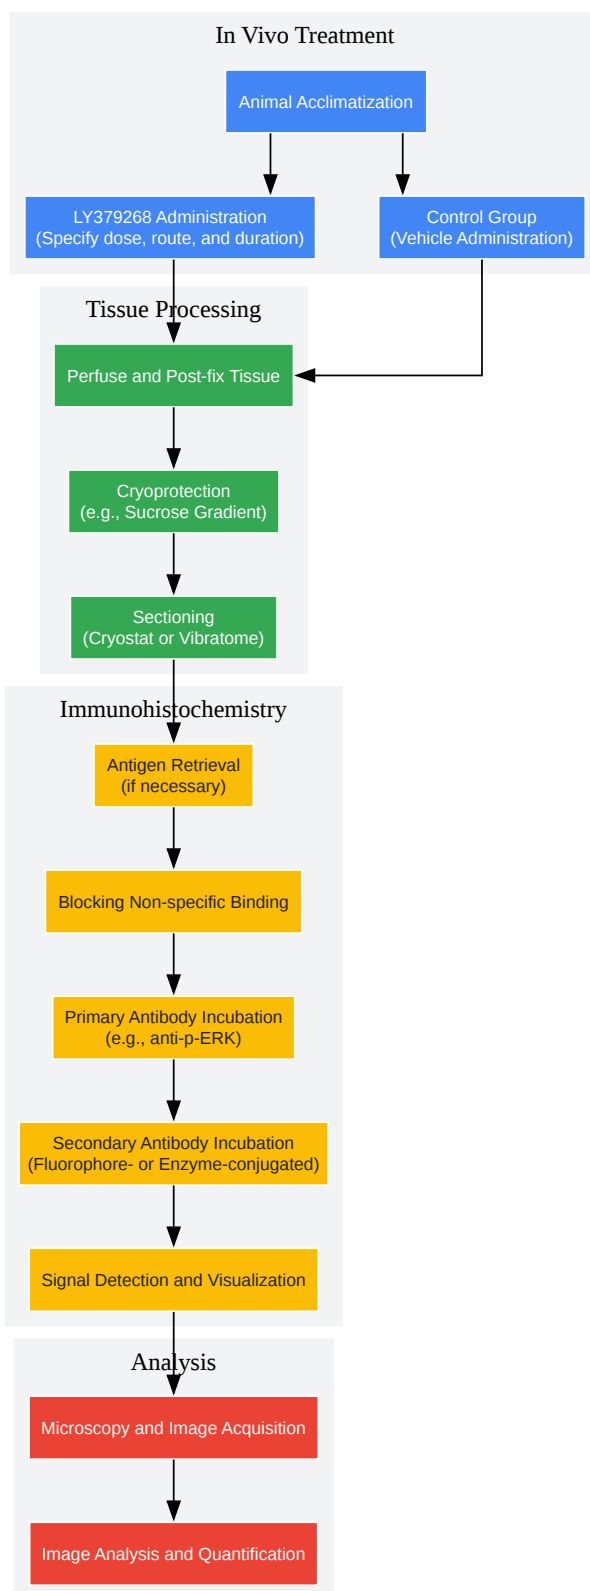 In Vivo Treatment
Animal Acclimatization
LY379268 Administration
(Specify dose, route, and duration)
Control Group
(Vehicle Administration)
Tissue Processing
Perfuse and Post-fix Tissue
Cryoprotection
(e.g., Sucrose Gradient)
Sectioning
(Cryostat or Vibratome)
Immunohistochemistry
Antigen Retrieval
(if necessary)
Blocking Non-specific Binding
Primary Antibody Incubation
(e.g., anti-p-ERK)
Secondary Antibody Incubation
(Fluorophore- or Enzyme-conjugated)
Signal Detection and Visualization
Analysis
Microscopy and Image Acquisition
Image Analysis and Quantification